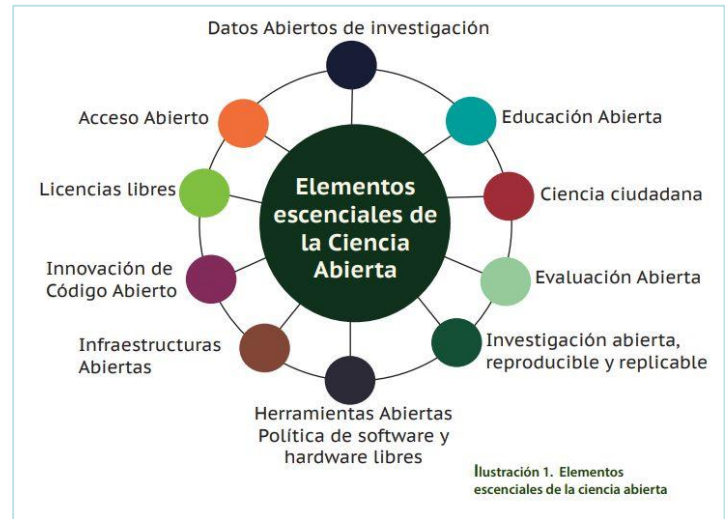 Datos Abiertos de investigación
Educación Abierta
Ciencia ciudadana
Evaluación Abierta
Investigación abierta,
reproducible y replicable
Herramientas Abiertas
Política de software y
hardware libres
Infraestructuras
Abiertas
Innovación de
Código Abierto
Licencias libres
Acceso Abierto
Elementos
escenciales de
la Ciencia
Abierta
Ilustración 1. Elementos
escenciales de la ciencia abierta